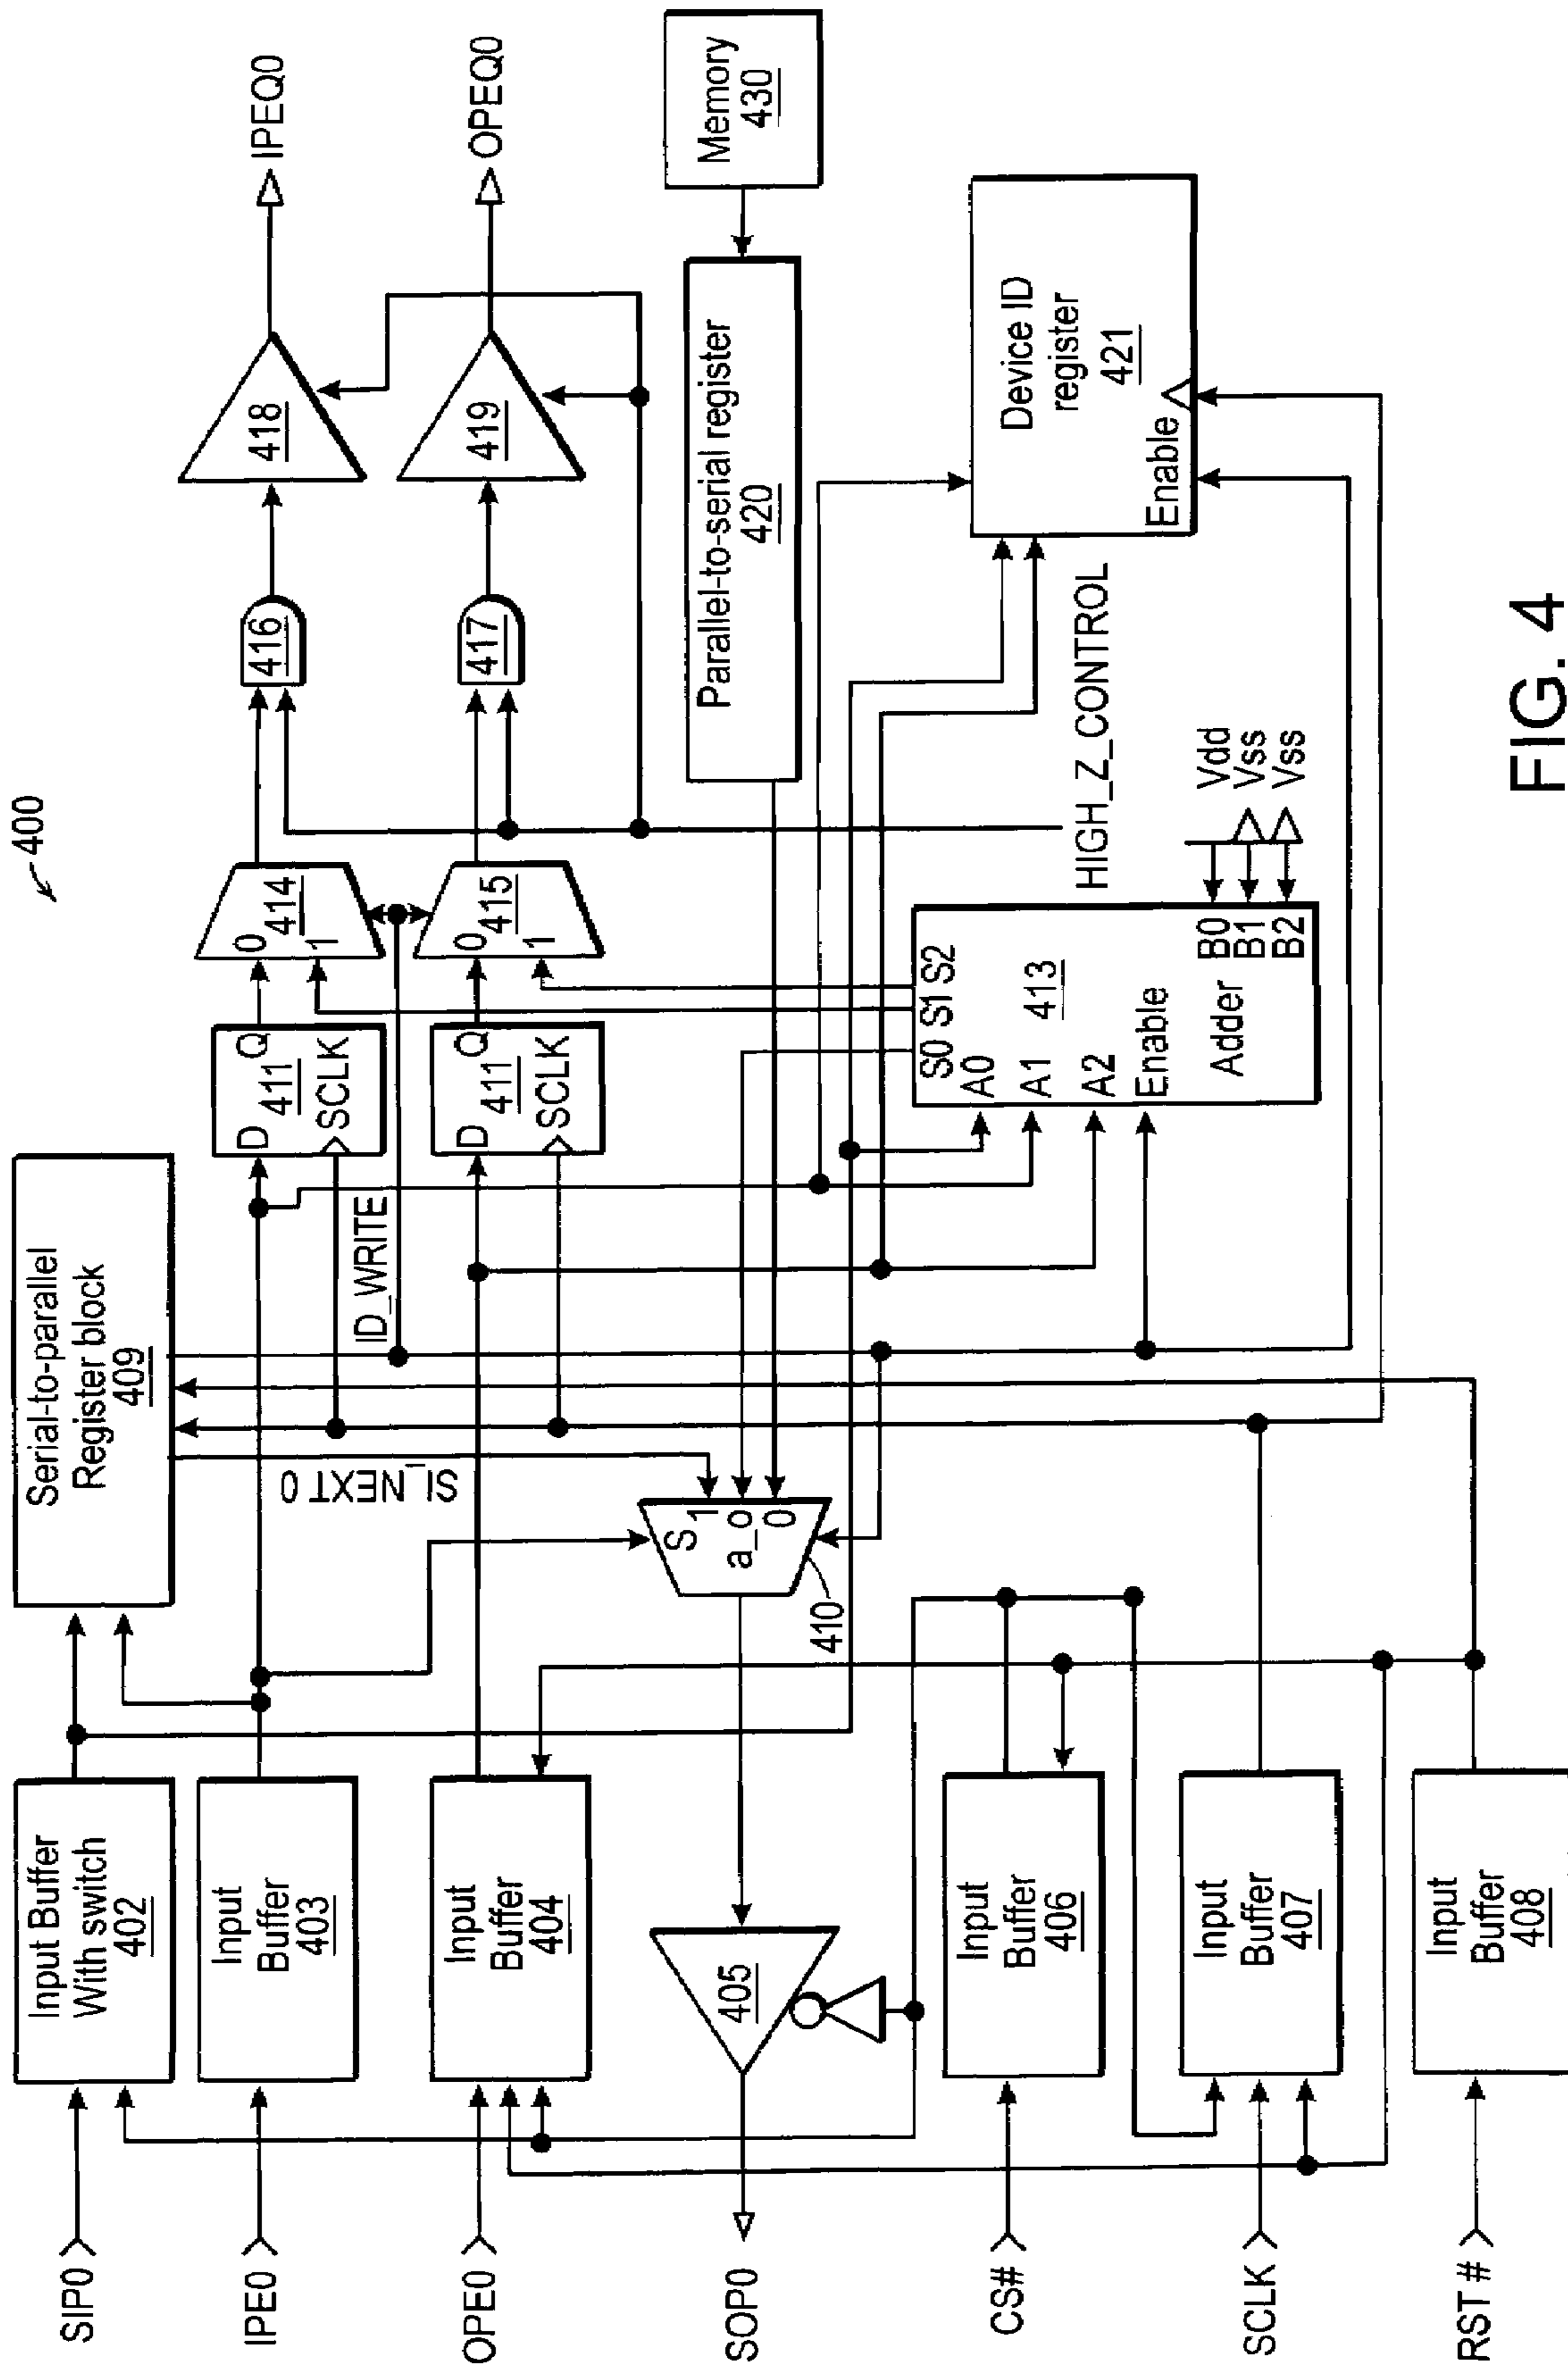 400
SIP0
Input Buffer
With switch
402
Serial-to-parallel
Register block
409
IPE0
Input
Buffer
403
D Q
411
SCLK
0
414
1
416
418
IPEQ0
ID_WRITE
SI_NEXT 0
OPE0
Input
Buffer
404
D Q
411
SCLK
0
415
1
417
419
OPEQ0
SOP0
405
S
1
a_o
0
410
Parallel-to-serial register
420
Memory
430
CS#
Input
Buffer
406
S0 S1 S2
A0
A1
A2
Enable
413
Adder
B0
B1
B2
Vdd
Vss
Vss
HIGH_Z_CONTROL
Device ID
register
421
Enable
SCLK
Input
Buffer
407
RST #
Input
Buffer
408
FIG. 4